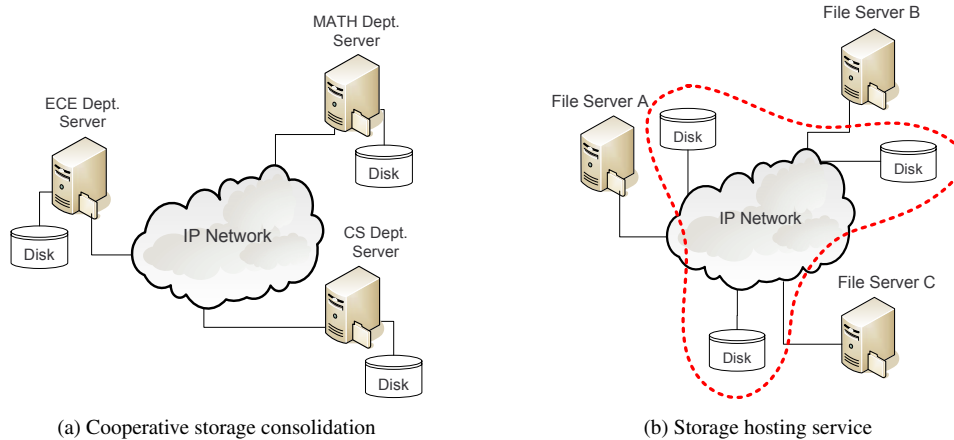 MATH Dept.
Server
ECE Dept.
Server
Disk
IP Network
Disk
CS Dept.
Server
Disk
(a) Cooperative storage consolidation
File Server B
File Server A
Disk
Disk
IP Network
File Server C
Disk
(b) Storage hosting service